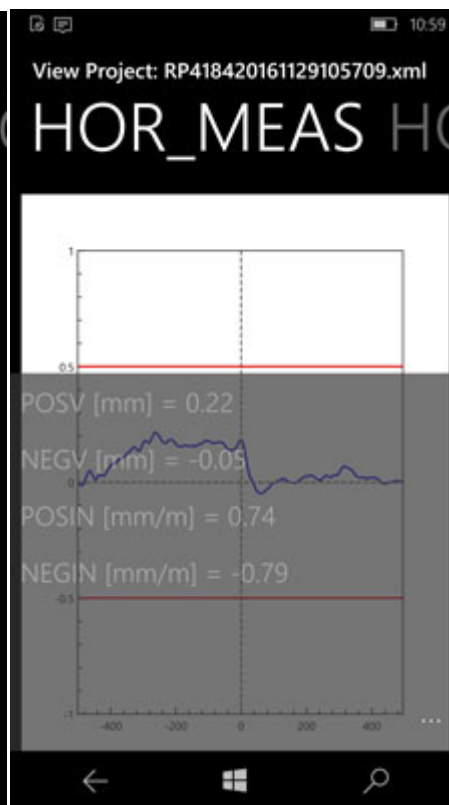 10:59
View Project: RP418420161129105709.xml
HOR_MEAS HO
1
0.5
POSV [mm] = 0.22
NEGV [mm] = -0.05
0
POSIN [mm/m] = 0.74
NEGIN [mm/m] = -0.79
-0.5
-1
-400 -200 0 200 400
...